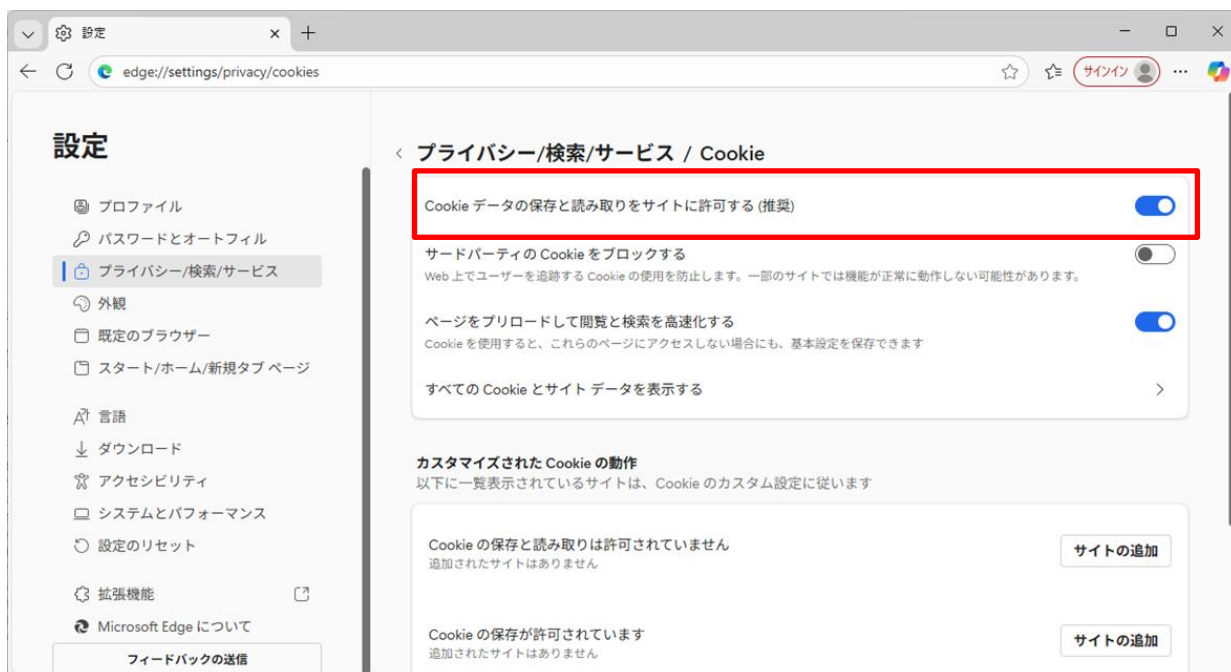 設定
edge://settings/privacy/cookies
サインイン
設定
プロファイル
パスワードとオートフィル
プライバシー/検索/サービス
外観
既定のブラウザー
スタート/ホーム/新規タブ ページ
言語
ダウンロード
アクセシビリティ
システムとパフォーマンス
設定のリセット
拡張機能
Microsoft Edge について
フィードバックの送信
プライバシー/検索/サービス / Cookie
Cookie データの保存と読み取りをサイトに許可する (推奨)
サードパーティの Cookie をブロックする
Web 上でユーザーを追跡する Cookie の使用を防止します。一部のサイトでは機能が正常に動作しない可能性があります。
ページをプリロードして閲覧と検索を高速化する
Cookie を使用すると、これらのページにアクセスしない場合にも、基本設定を保存できます
すべての Cookie とサイト データを表示する
カスタマイズされた Cookie の動作
以下に一覧表示されているサイトは、Cookie のカスタム設定に従います
Cookie の保存と読み取りは許可されていません
追加されたサイトはありません
サイトの追加
Cookie の保存が許可されています
追加されたサイトはありません
サイトの追加